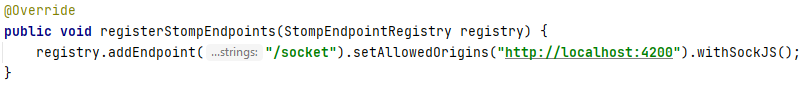 @Override
public void registerStompEndpoints(StompEndpointRegistry registry) {
    registry.addEndpoint( ...strings: "/socket").setAllowedOrigins("http://localhost:4200").withSockJS();
}